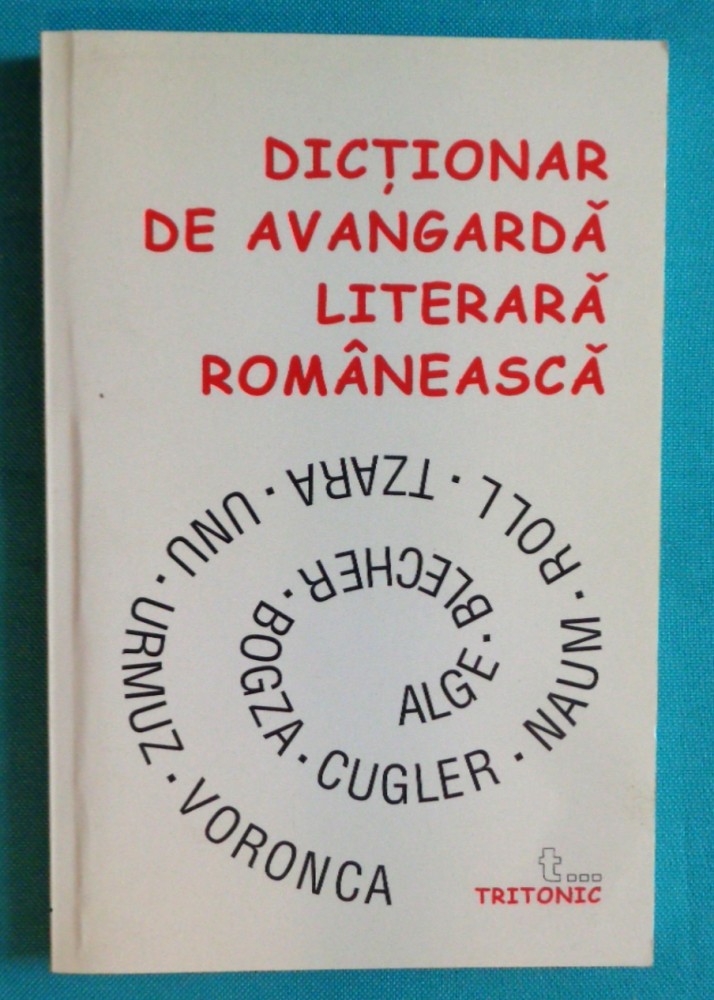 DICȚIONAR
DE AVANGARDĂ
LITERARĂ
ROMÂNEASCĂ
ALGE · BLECHER · BOGZA · CUGLER · NAUM · ROLL · TZARA · UNU · URMUZ · VORONCA
t...
TRITONIC